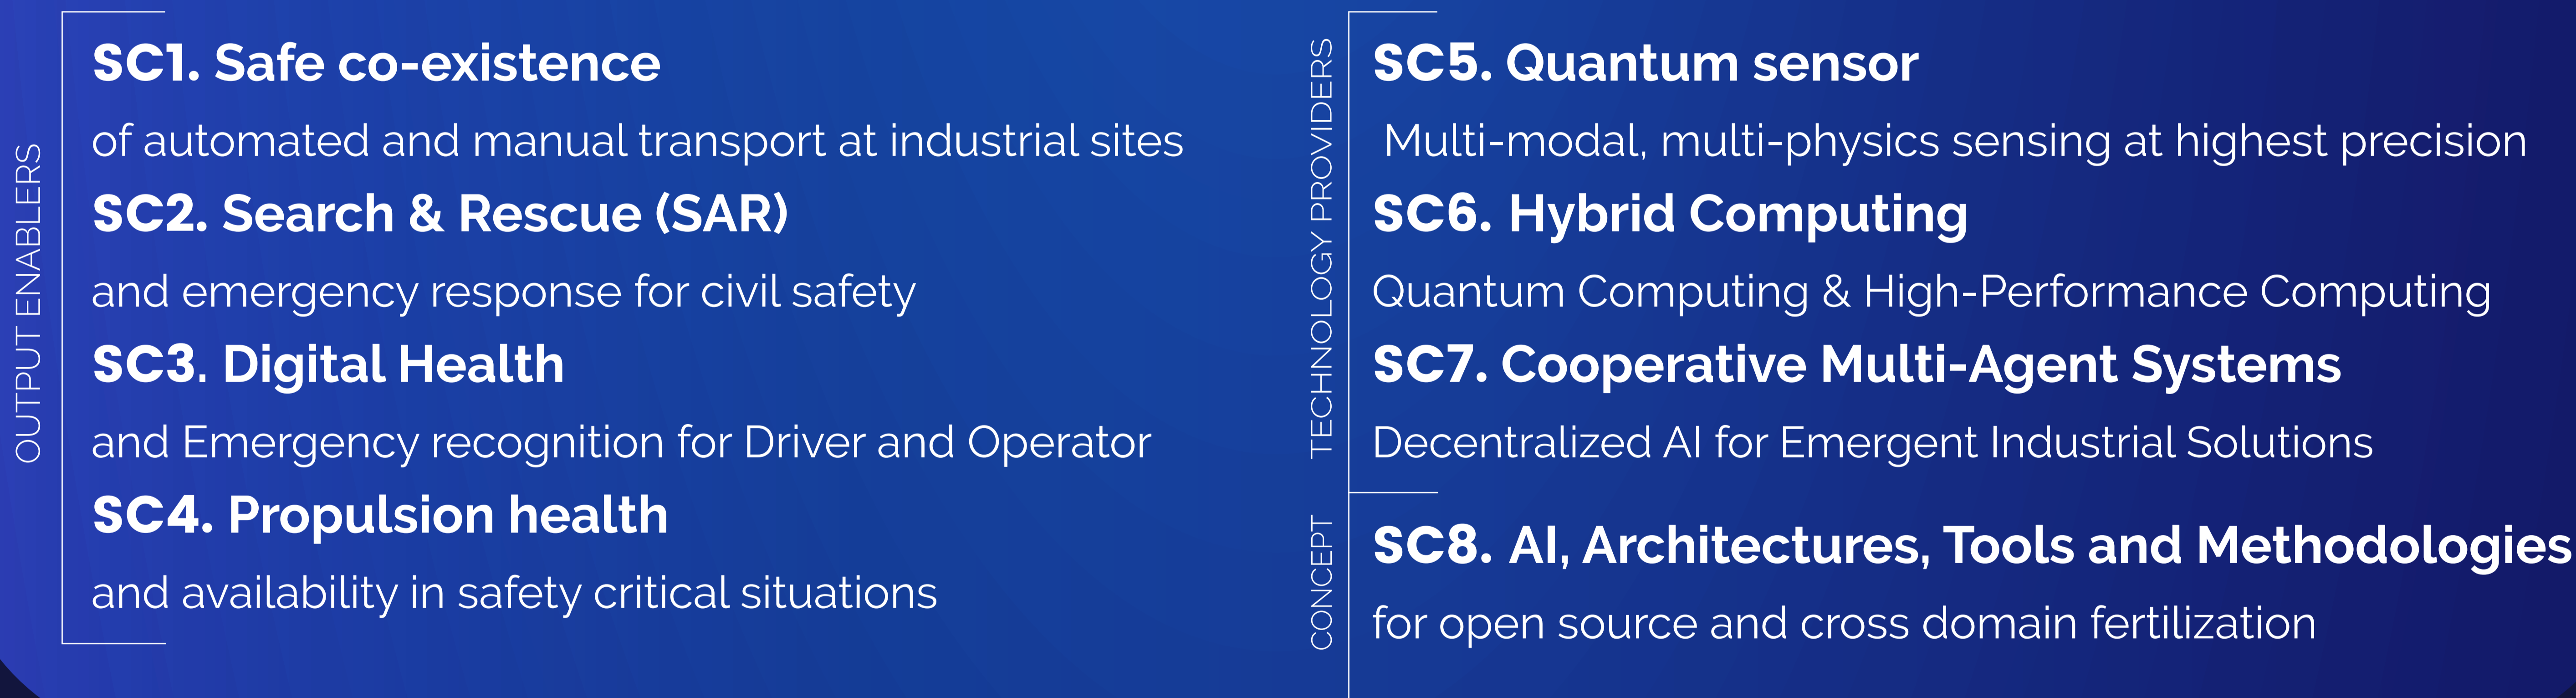 OUTPUT ENABLERS
SC1. Safe co-existence
of automated and manual transport at industrial sites
SC2. Search & Rescue (SAR)
and emergency response for civil safety
SC3. Digital Health
and Emergency recognition for Driver and Operator
SC4. Propulsion health
and availability in safety critical situations
TECHNOLOGY PROVIDERS
SC5. Quantum sensor
Multi-modal, multi-physics sensing at highest precision
SC6. Hybrid Computing
Quantum Computing & High-Performance Computing
SC7. Cooperative Multi-Agent Systems
Decentralized AI for Emergent Industrial Solutions
CONCEPT
SC8. AI, Architectures, Tools and Methodologies
for open source and cross domain fertilization